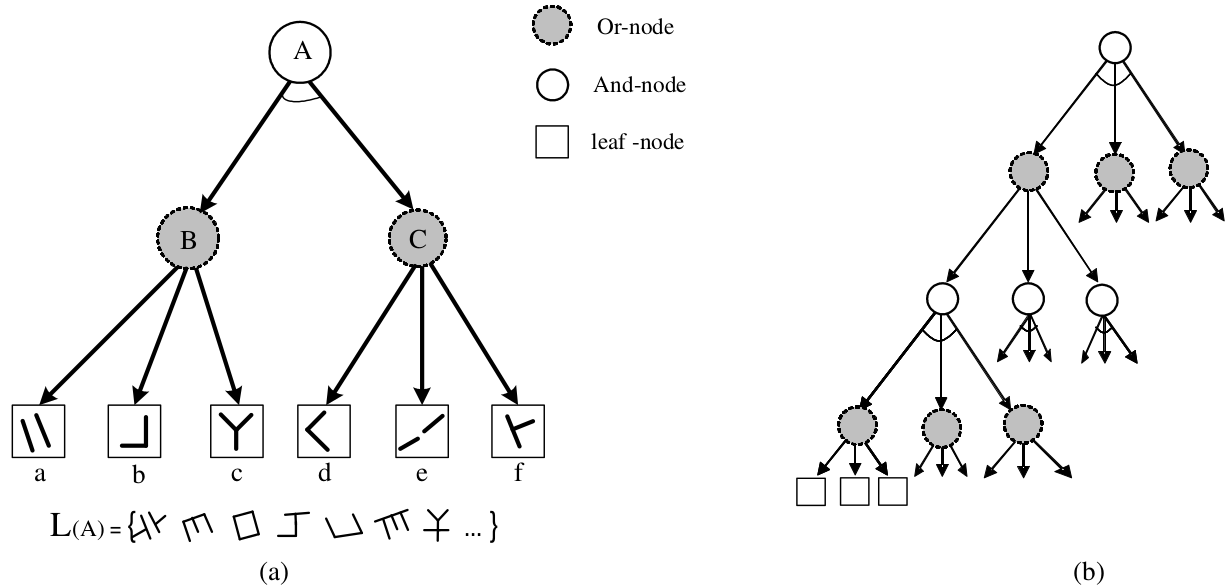 A
Or-node
And-node
leaf -node
B
C
a b c d e f
L(A) = { ... }
(a) (b)